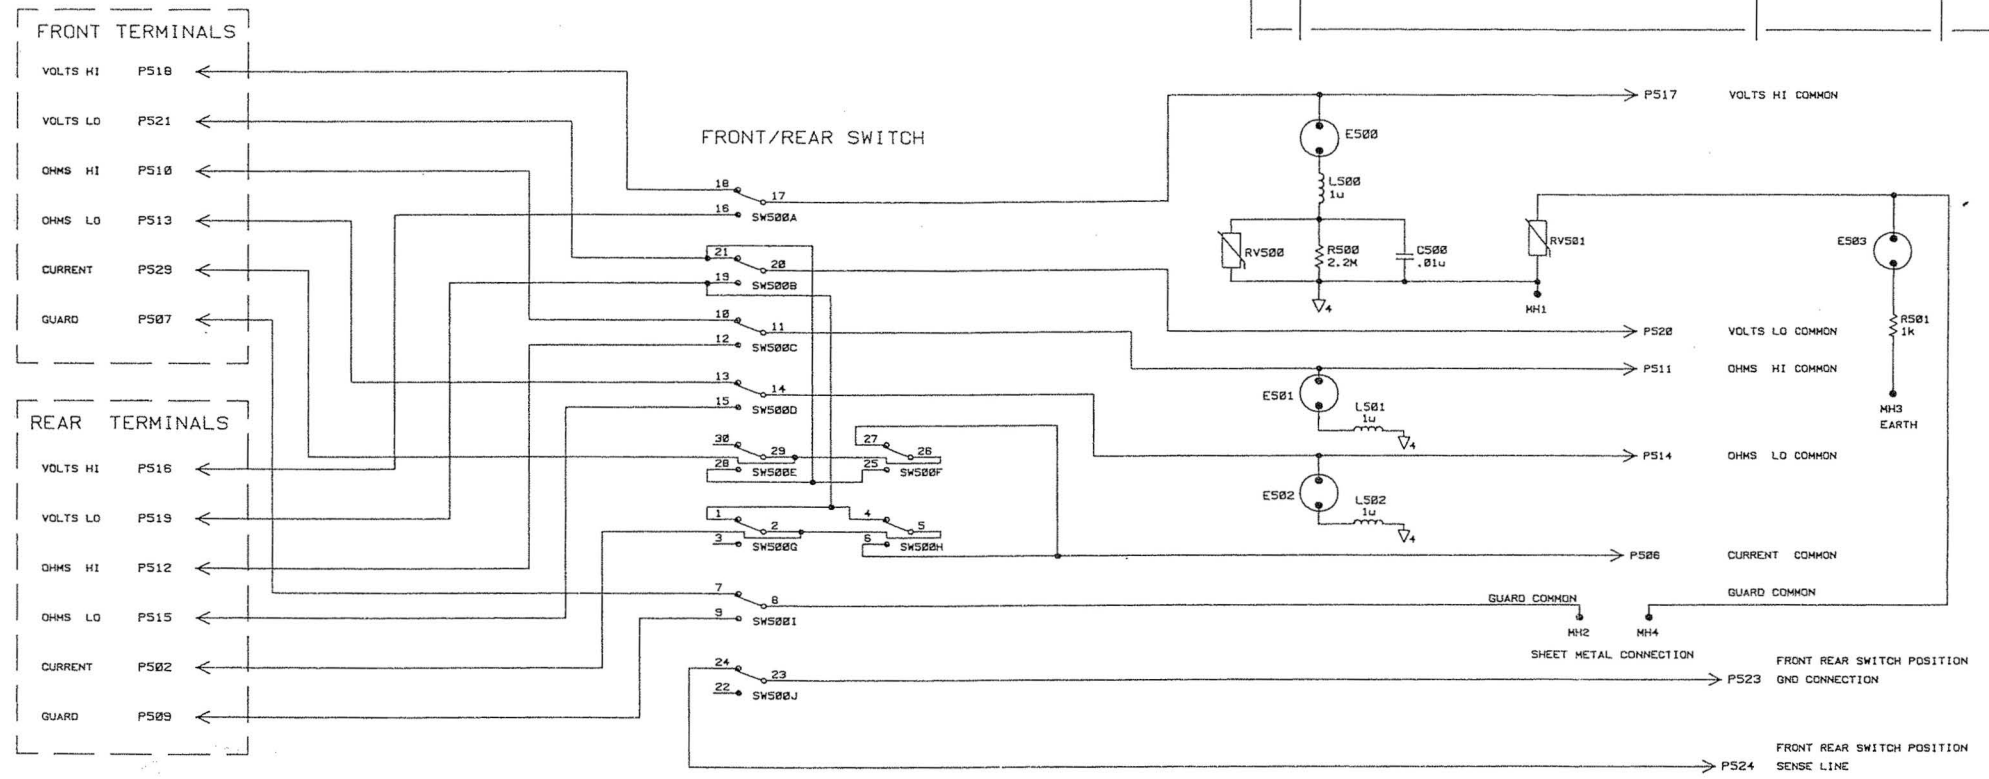 FRONT TERMINALS
VOLTS HI P518
VOLTS LO P521
OHMS HI P510
OHMS LO P513
CURRENT P529
GUARD P507
REAR TERMINALS
VOLTS HI P516
VOLTS LO P519
OHMS HI P512
OHMS LO P515
CURRENT P502
GUARD P509
FRONT/REAR SWITCH
18
17
16
SW500A
21
20
19
SW500B
10
11
12
SW500C
13
14
15
SW500D
30
29
28
SW500E
27
26
25
SW500F
1
2
3
SW500G
4
5
6
SW500H
7
8
9
SW500I
24
23
22
SW500J
E500
L500
1u
RV500
R500
2.2M
C500
.01u
4
RV501
MH1
E503
R501
1k
MH3
EARTH
E501
L501
1u
4
E502
L502
1u
4
P517 VOLTS HI COMMON
P520 VOLTS LO COMMON
P511 OHMS HI COMMON
P514 OHMS LO COMMON
P506 CURRENT COMMON
GUARD COMMON
GUARD COMMON
MH2
MH4
SHEET METAL CONNECTION
FRONT REAR SWITCH POSITION
P523 GND CONNECTION
FRONT REAR SWITCH POSITION
P524 SENSE LINE